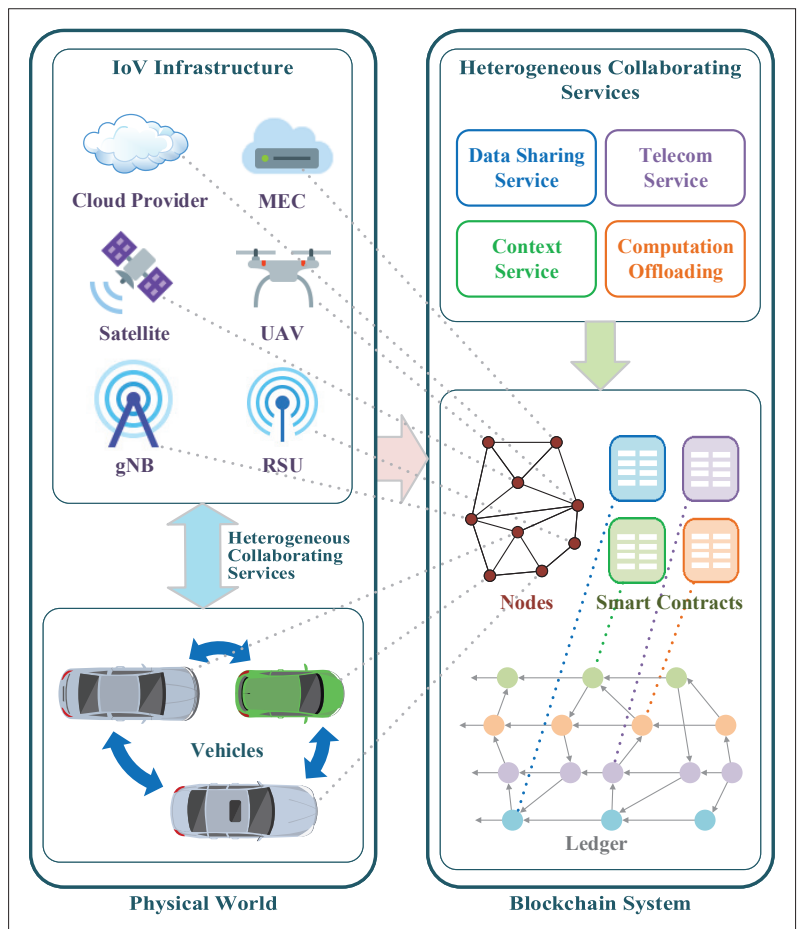 IoV Infrastructure
Cloud Provider
MEC
Satellite
UAV
gNB
RSU
Heterogeneous
Collaborating
Services
Vehicles
Physical World
Heterogeneous Collaborating
Services
Data Sharing
Service
Telecom
Service
Context
Service
Computation
Offloading
Nodes
Smart Contracts
Ledger
Blockchain System